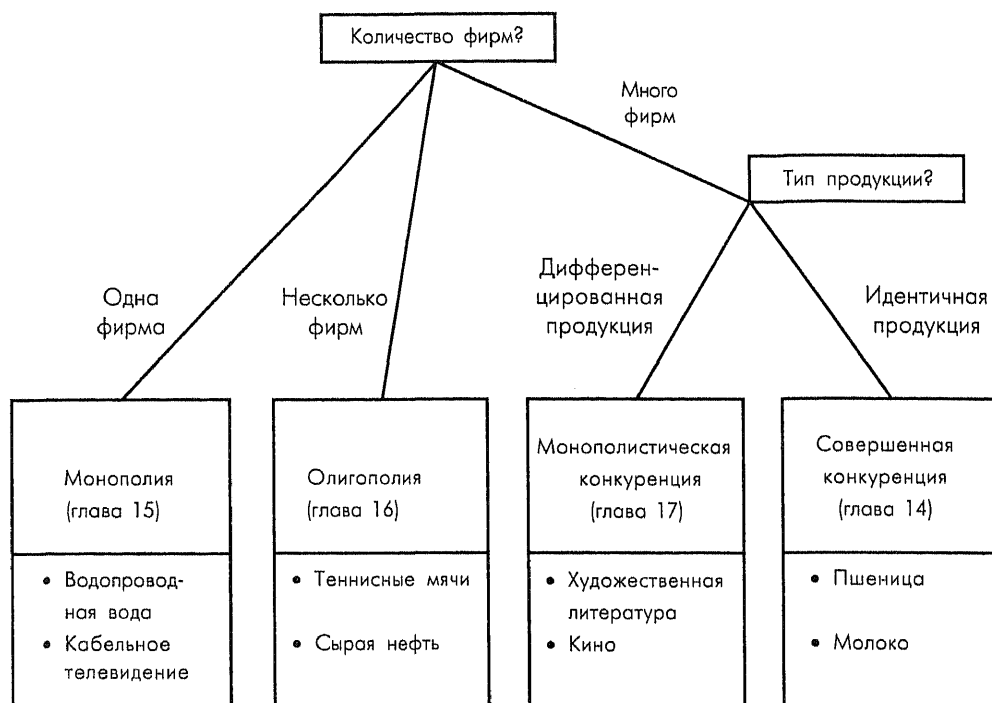 Количество фирм?
Много
фирм
Тип продукции?
Одна
фирма
Несколько
фирм
Дифферен-
цированная
продукция
Идентичная
продукция
Монополия
(глава 15)
Олигополия
(глава 16)
Монополистическая
конкуренция
(глава 17)
Совершенная
конкуренция
(глава 14)
• Водопровод-
ная вода
• Кабельное
телевидение
• Теннисные мячи
• Сырая нефть
• Художественная
литература
• Кино
• Пшеница
• Молоко